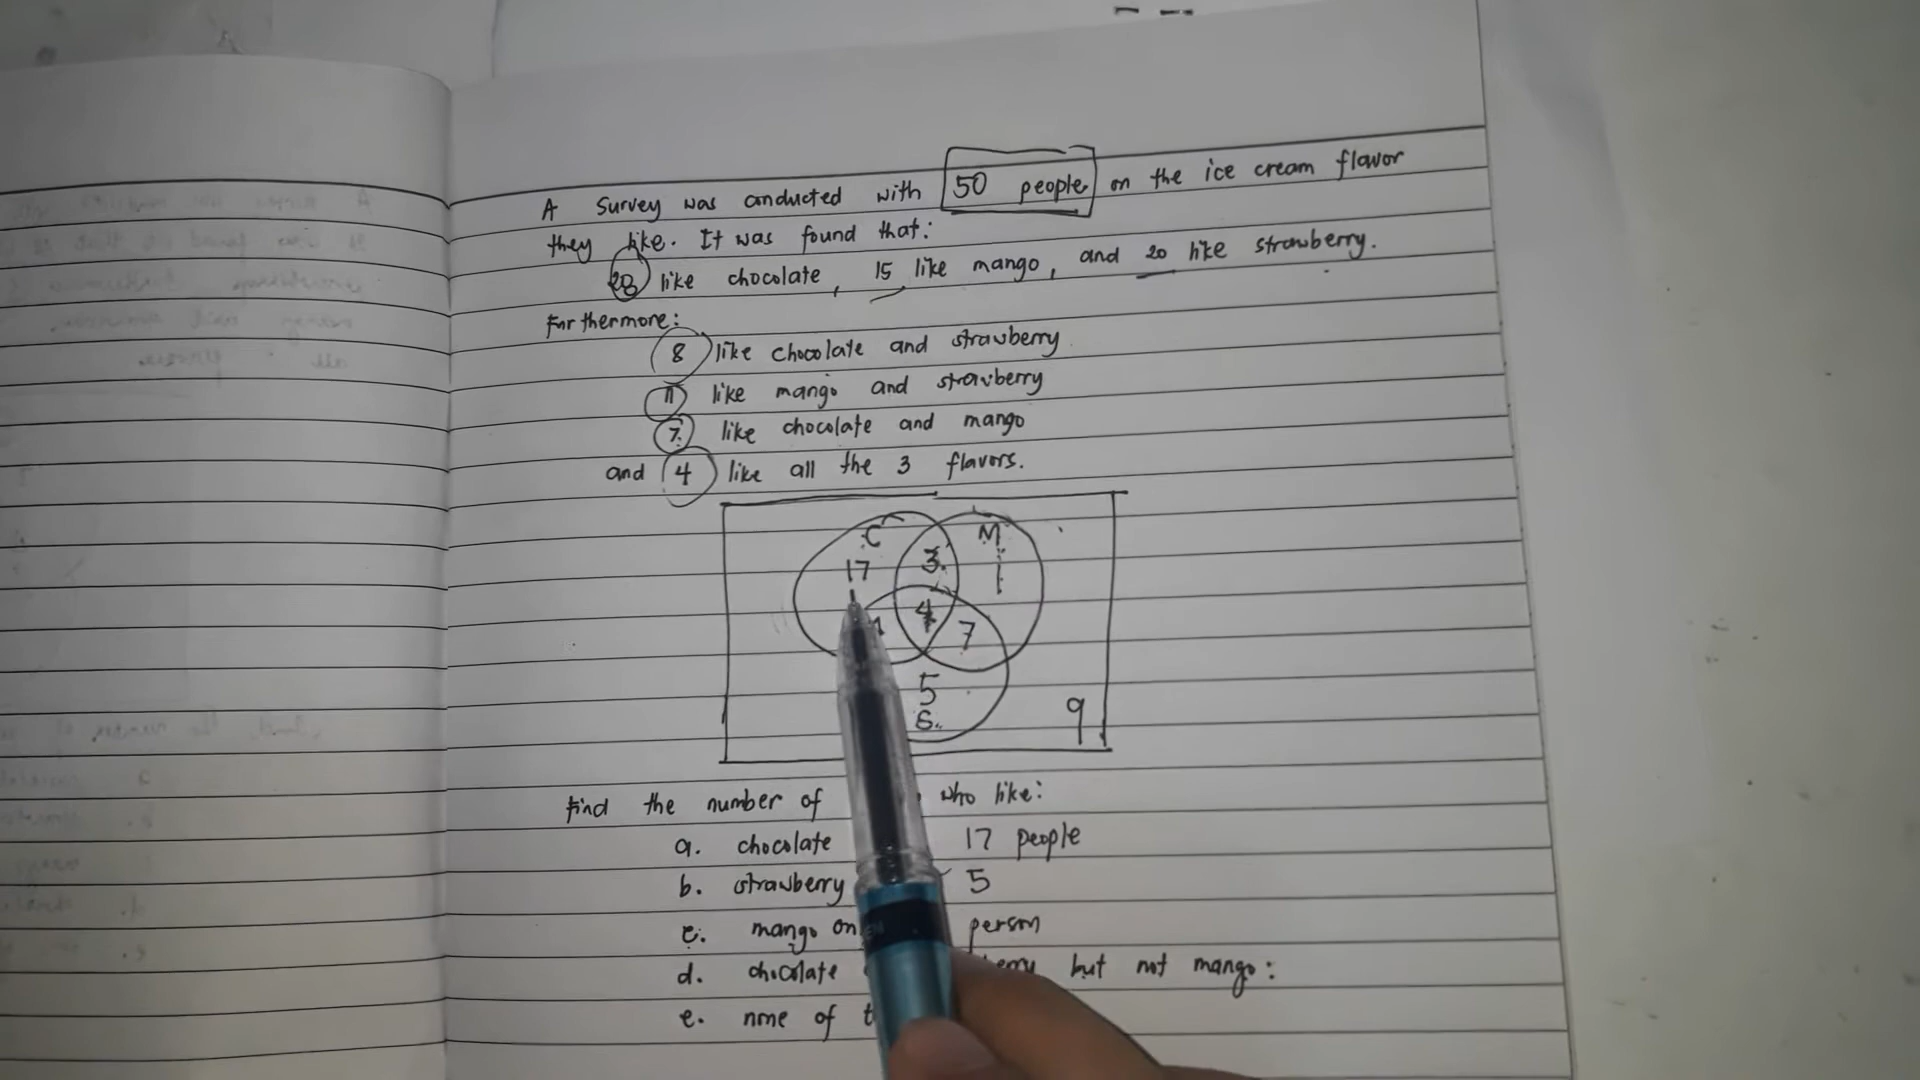 A survey was conducted with 50 people on the ice cream flavor
they like. It was found that:
28 like chocolate, 15 like mango, and 20 like strawberry.
Furthermore:
8 like chocolate and strawberry
11 like mango and strawberry
7 like chocolate and mango
and 4 like all the 3 flavors.
C M
17 3 1
4
7
5
S
9
Find the number of who like:
a. chocolate 17 people
b. strawberry 5
c. mango person
d. chocolate but not mango:
e. none of